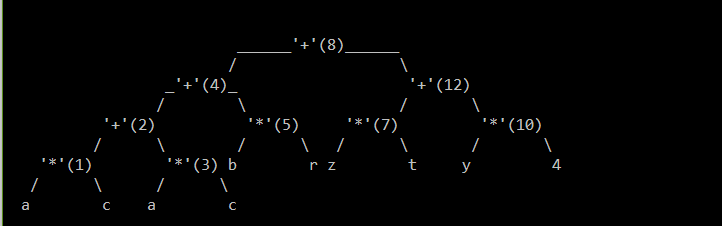 ______'+'(8)______
/ \
_'+'(4)_ '+'(12)
/ \ / \
'+'(2) '*'(5) '*'(7) '*'(10)
/ \ / \ / \ / \
'*'(1) '*'(3) b r z t y 4
/ \ / \
a c a c